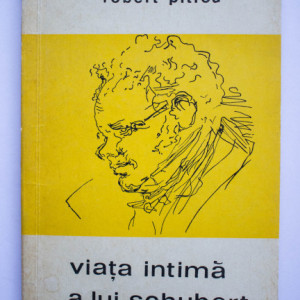 robert pitrou
viața intimă
a lui schubert